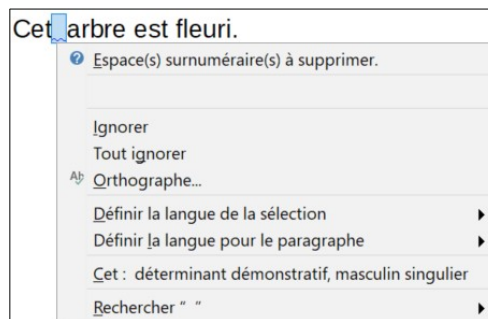 Cet  arbre est fleuri.
Espace(s) surnuméraire(s) à supprimer.
Ignorer
Tout ignorer
Orthographe...
Définir la langue de la sélection
Définir la langue pour le paragraphe
Cet :  déterminant démonstratif, masculin singulier
Rechercher "  "